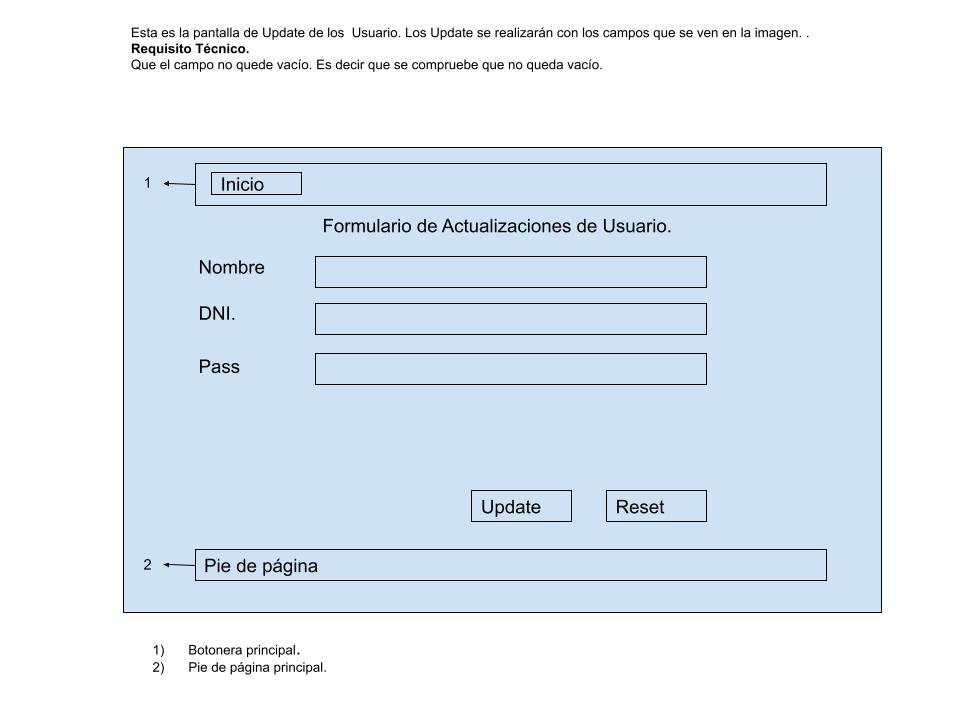 Esta es la pantalla de Update de los  Usuario. Los Update se realizarán con los campos que se ven en la imagen. .
Requisito Técnico.
Que el campo no quede vacío. Es decir que se compruebe que no queda vacío.
1
Inicio
Formulario de Actualizaciones de Usuario.
Nombre
DNI.
Pass
Update
Reset
2
Pie de página
1) Botonera principal.
2) Pie de página principal.